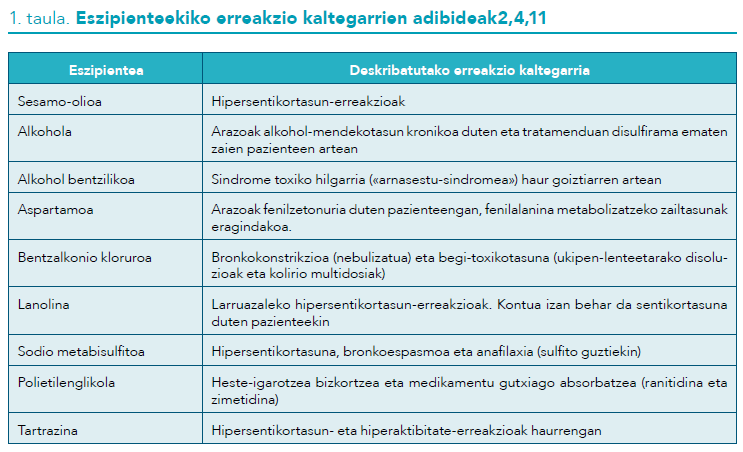 1. taula. Eszipienteekiko erreakzio kaltegarrien adibideak2,4,11
Eszipientea Deskribatutako erreakzio kaltegarria
Sesamo-olioa Hipersentikortasun-erreakzioak
Alkohola Arazoak alkohol-mendekotasun kronikoa duten eta tratamenduan disulfirama ematen
zaien pazienteen artean
Alkohol bentzilikoa Sindrome toxiko hilgarria («arnasestu-sindromea») haur goiztiarren artean
Aspartamoa Arazoak fenilzetonuria duten pazienteengan, fenilalanina metabolizatzeko zailtasunak
eragindakoa.
Bentzalkonio kloruroa Bronkokonstrikzioa (nebulizatua) eta begi-toxikotasuna (ukipen-lenteetarako disolu-
zioak eta kolirio multidosiak)
Lanolina Larruazaleko hipersentikortasun-erreakzioak. Kontua izan behar da sentikortasuna
duten pazienteekin
Sodio metabisulfitoa Hipersentikortasuna, bronkoespasmoa eta anafilaxia (sulfito guztiekin)
Polietilenglikola Heste-igarotzea bizkortzea eta medikamentu gutxiago absorbatzea (ranitidina eta
zimetidina)
Tartrazina Hipersentikortasun- eta hiperaktibitate-erreakzioak haurrengan